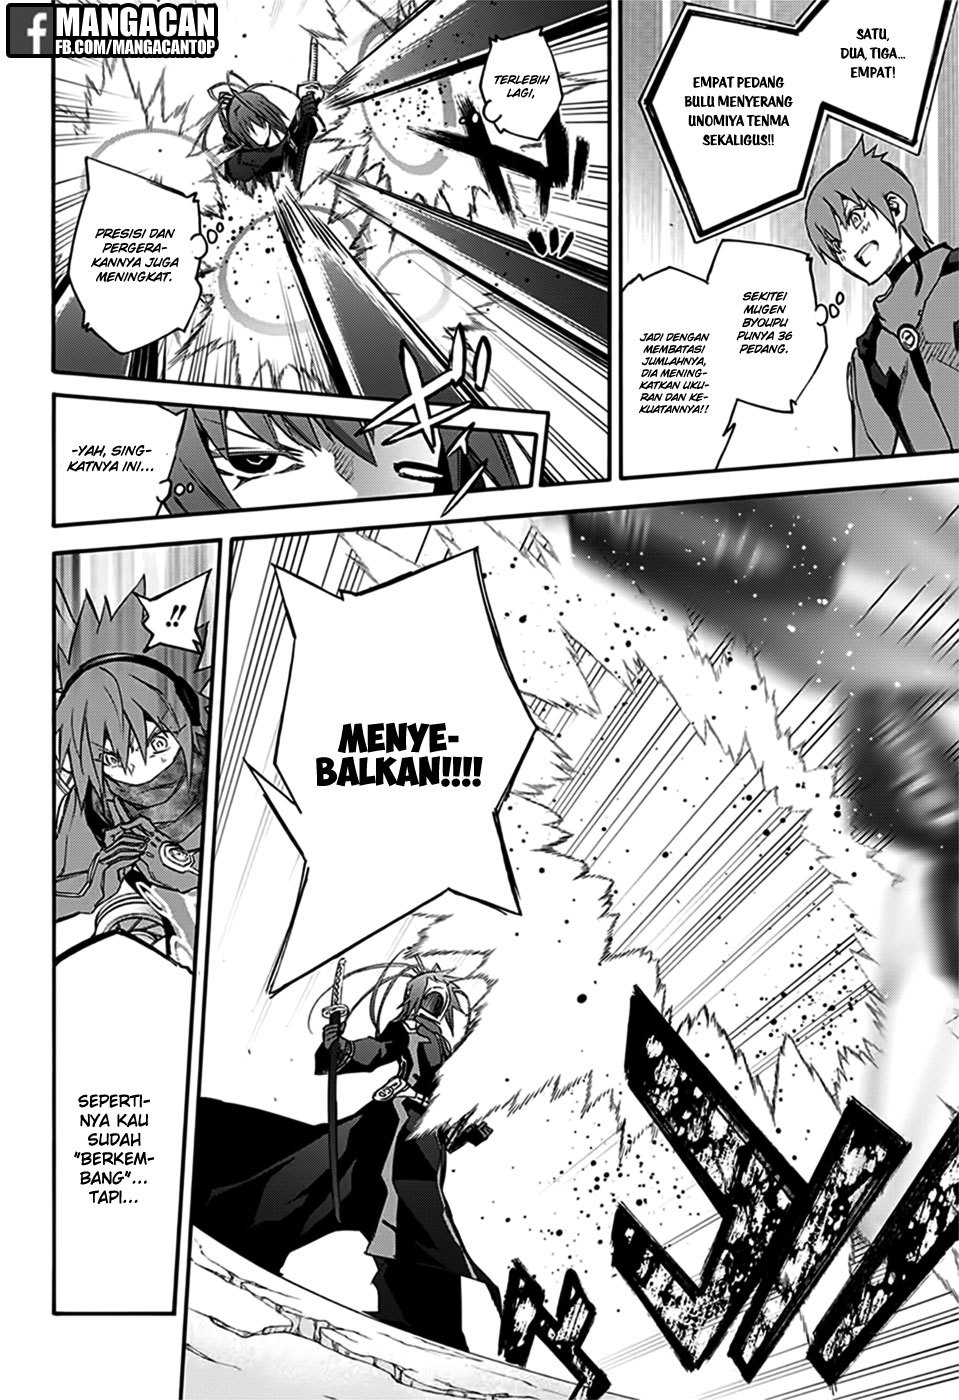 MANGACAN
FB.COM/MANGACANTOP
SATU,
DUA, TIGA...
EMPAT!
EMPAT PEDANG
BULU MENYERANG
UNOMIYA TENMA
SEKALIGUS!!
SEKITEI
MUGEN
BYOUPU
PUNYA 36
PEDANG.
JADI DENGAN
MEMBATASI
JUMLAHNYA,
DIA MENING-
KATKAN UKU-
RAN DAN KE-
KUATANNYA!!
TERLEBIH
LAGI,
PRESISI DAN
PERGERA-
KANNYA JUGA
MENINGKAT.
-YAH, SING-
KATNYA INI...
MENYE-
BALKAN!!!!
!!
SEPERTI-
NYA KAU
SUDAH
"BERKEM-
BANG"...
TAPI...